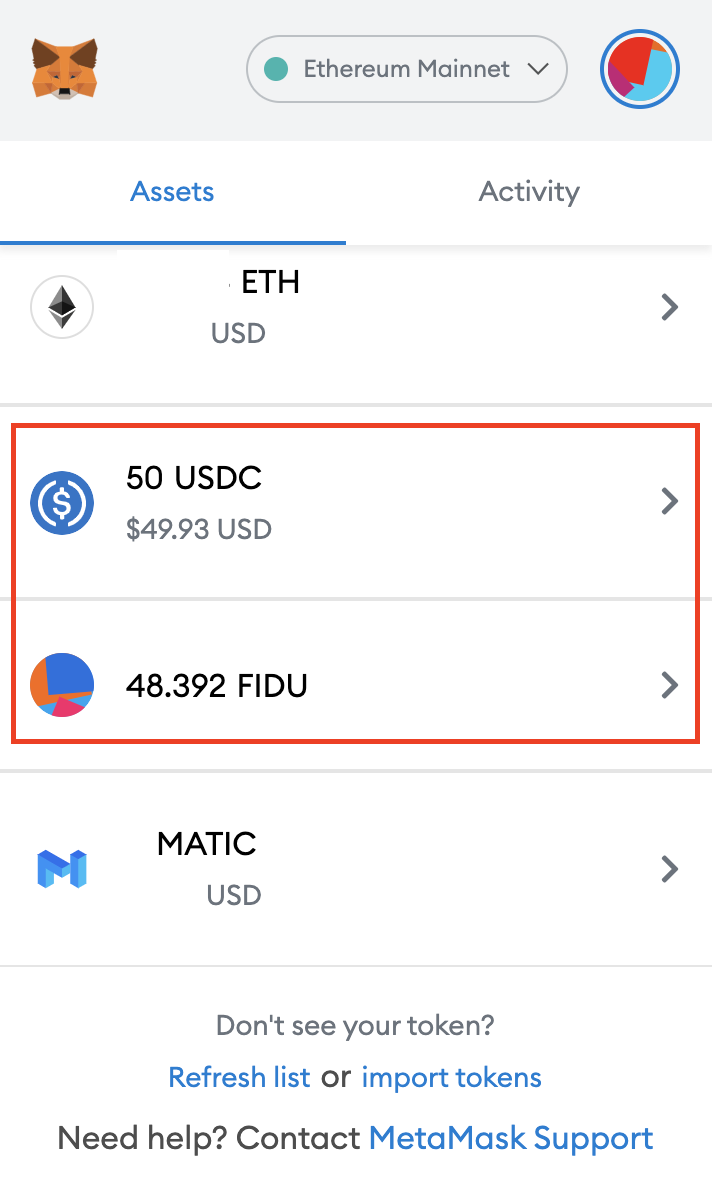 Ethereum Mainnet
Assets
Activity
ETH
USD
50 USDC
$49.93 USD
48.392 FIDU
MATIC
USD
Don't see your token?
Refresh list or import tokens
Need help? Contact MetaMask Support